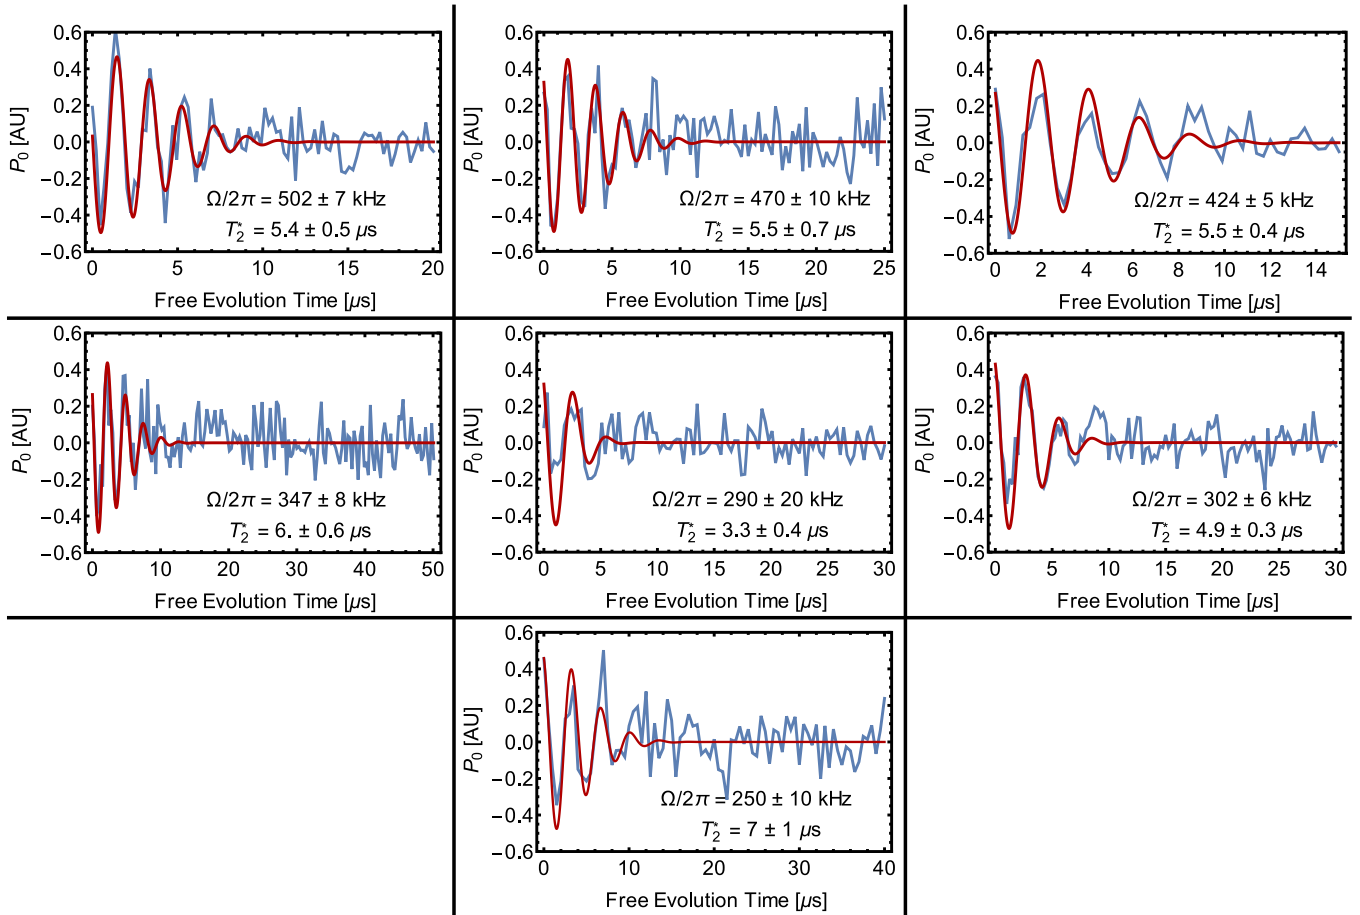 P₀ [AU]
0.6
0.4
0.2
0.0
−0.2
−0.4
−0.6
Ω/2π = 502 ± 7 kHz
T₂* = 5.4 ± 0.5 μs
0 5 10 15 20
Free Evolution Time [μs]
P₀ [AU]
0.6
0.4
0.2
0.0
−0.2
−0.4
−0.6
Ω/2π = 470 ± 10 kHz
T₂* = 5.5 ± 0.7 μs
0 5 10 15 20 25
Free Evolution Time [μs]
P₀ [AU]
0.6
0.4
0.2
0.0
−0.2
−0.4
−0.6
Ω/2π = 424 ± 5 kHz
T₂* = 5.5 ± 0.4 μs
0 2 4 6 8 10 12 14
Free Evolution Time [μs]
P₀ [AU]
0.6
0.4
0.2
0.0
−0.2
−0.4
−0.6
Ω/2π = 347 ± 8 kHz
T₂* = 6. ± 0.6 μs
0 10 20 30 40 50
Free Evolution Time [μs]
P₀ [AU]
0.6
0.4
0.2
0.0
−0.2
−0.4
−0.6
Ω/2π = 290 ± 20 kHz
T₂* = 3.3 ± 0.4 μs
0 5 10 15 20 25 30
Free Evolution Time [μs]
P₀ [AU]
0.6
0.4
0.2
0.0
−0.2
−0.4
−0.6
Ω/2π = 302 ± 6 kHz
T₂* = 4.9 ± 0.3 μs
0 5 10 15 20 25 30
Free Evolution Time [μs]
P₀ [AU]
0.6
0.4
0.2
0.0
−0.2
−0.4
−0.6
Ω/2π = 250 ± 10 kHz
T₂* = 7 ± 1 μs
0 10 20 30 40
Free Evolution Time [μs]